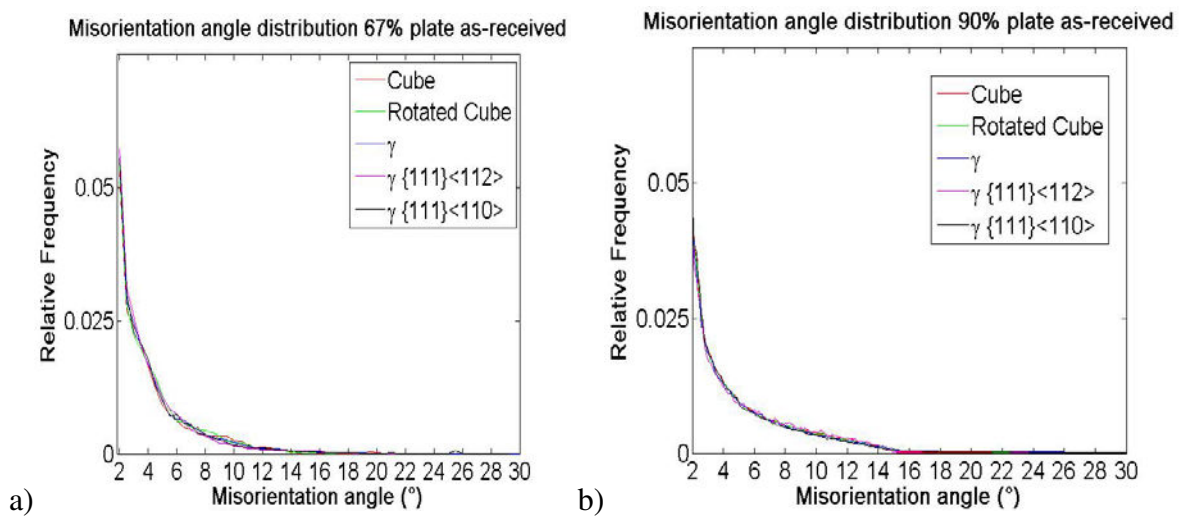 Misorientation angle distribution 67% plate as-received
Cube
Rotated Cube
γ
γ {111}<112>
γ {111}<110>
Relative Frequency
0.05
0.025
0
2 4 6 8 10 12 14 16 18 20 22 24 26 28 30
Misorientation angle (°)
a)
Misorientation angle distribution 90% plate as-received
Cube
Rotated Cube
γ
γ {111}<112>
γ {111}<110>
Relative Frequency
0.05
0.025
0
2 4 6 8 10 12 14 16 18 20 22 24 26 28 30
Misorientation angle (°)
b)